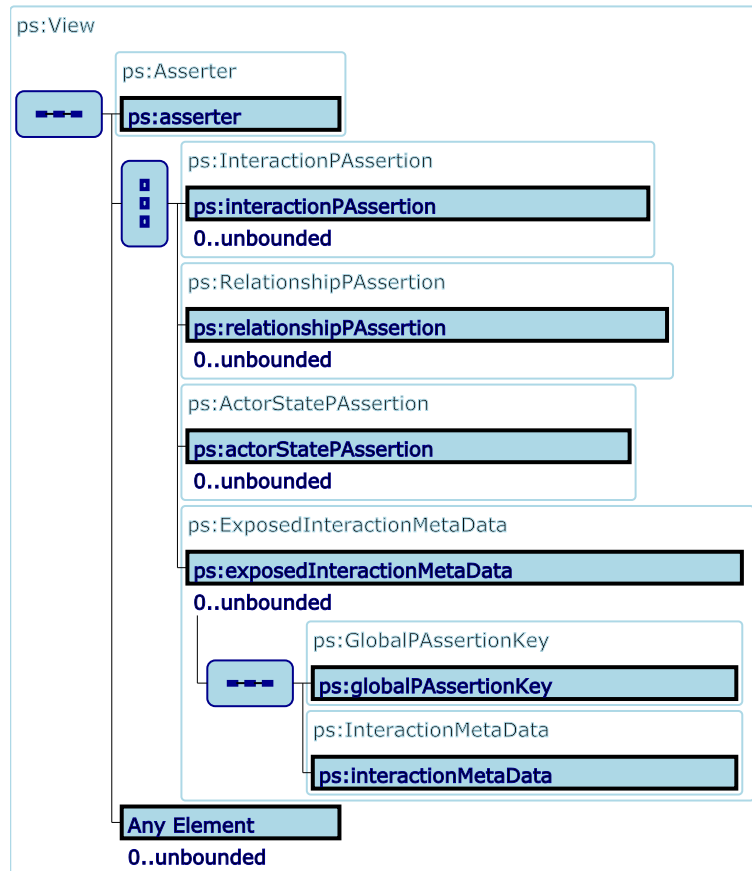 ps:View
ps:Asserter
ps:asserter
ps:InteractionPAssertion
ps:interactionPAssertion
0..unbounded
ps:RelationshipPAssertion
ps:relationshipPAssertion
0..unbounded
ps:ActorStatePAssertion
ps:actorStatePAssertion
0..unbounded
ps:ExposedInteractionMetaData
ps:exposedInteractionMetaData
0..unbounded
ps:GlobalPAssertionKey
ps:globalPAssertionKey
ps:InteractionMetaData
ps:interactionMetaData
Any Element
0..unbounded